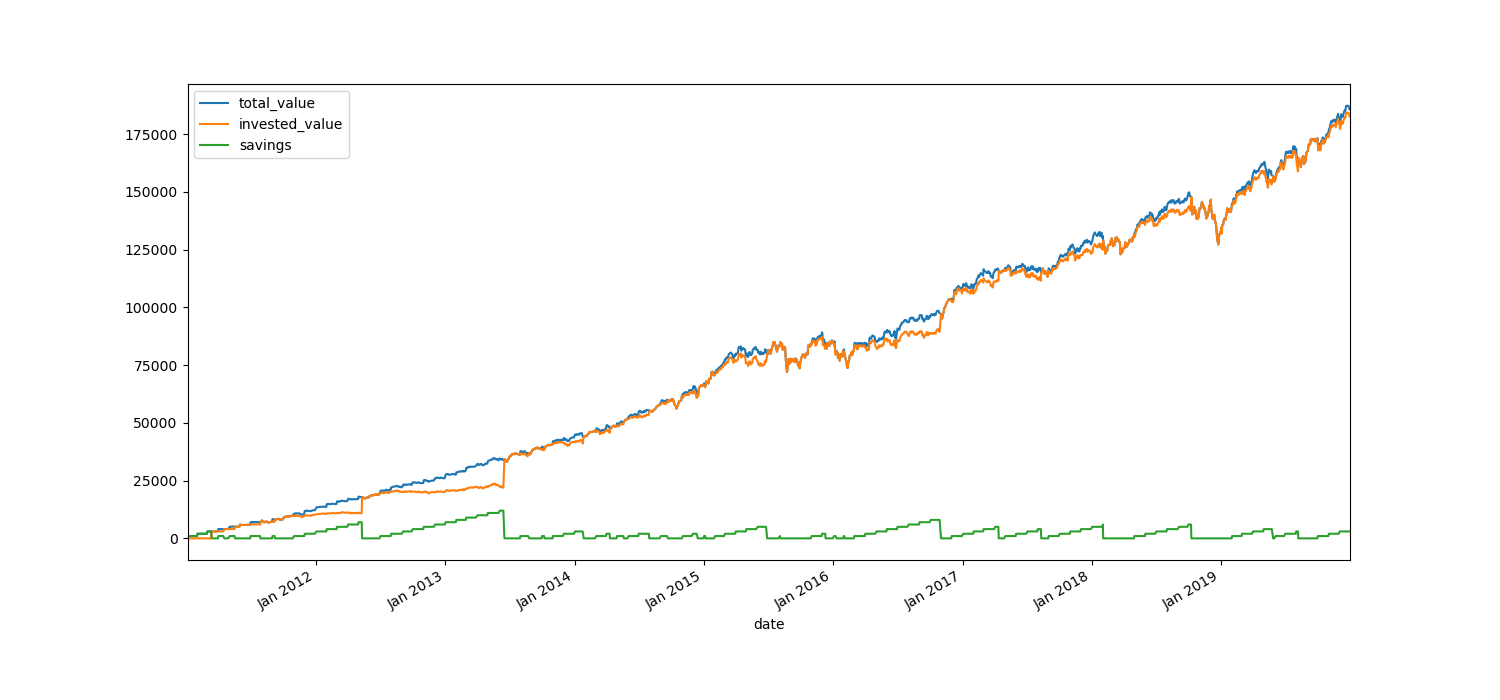 total_value
invested_value
savings
175000
150000
125000
100000
75000
50000
25000
0
Jan 2012
Jan 2013
Jan 2014
Jan 2015
Jan 2016
Jan 2017
Jan 2018
Jan 2019
date